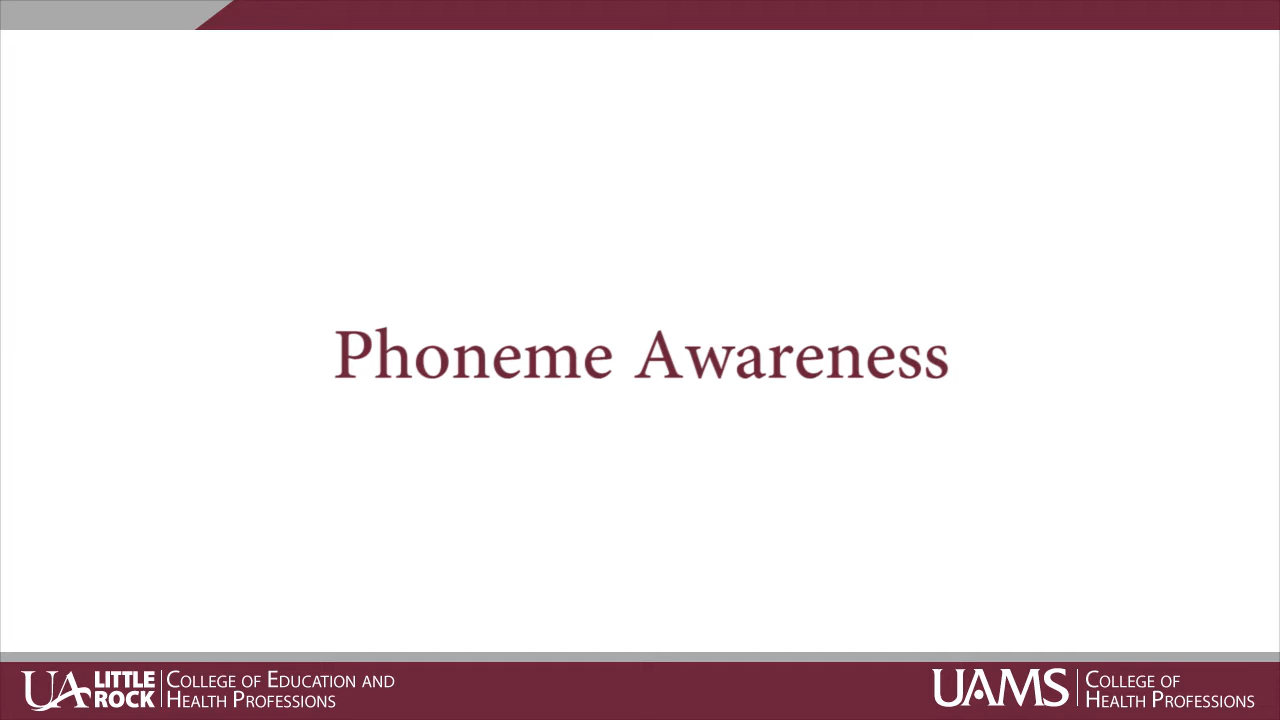 Phoneme Awareness
UA LITTLE ROCK COLLEGE OF EDUCATION AND HEALTH PROFESSIONS
UAMS COLLEGE OF HEALTH PROFESSIONS